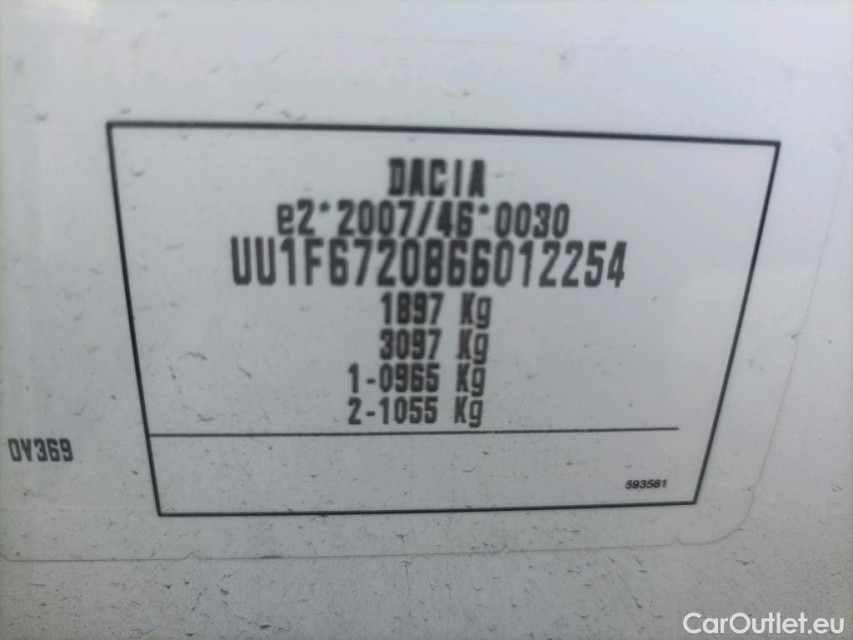 DACIA
e2*2007/46*0030
UU1F6720866012254
1897 Kg
3097 Kg
1-0965 Kg
2-1055 Kg
OV369
593581
CarOutlet.eu